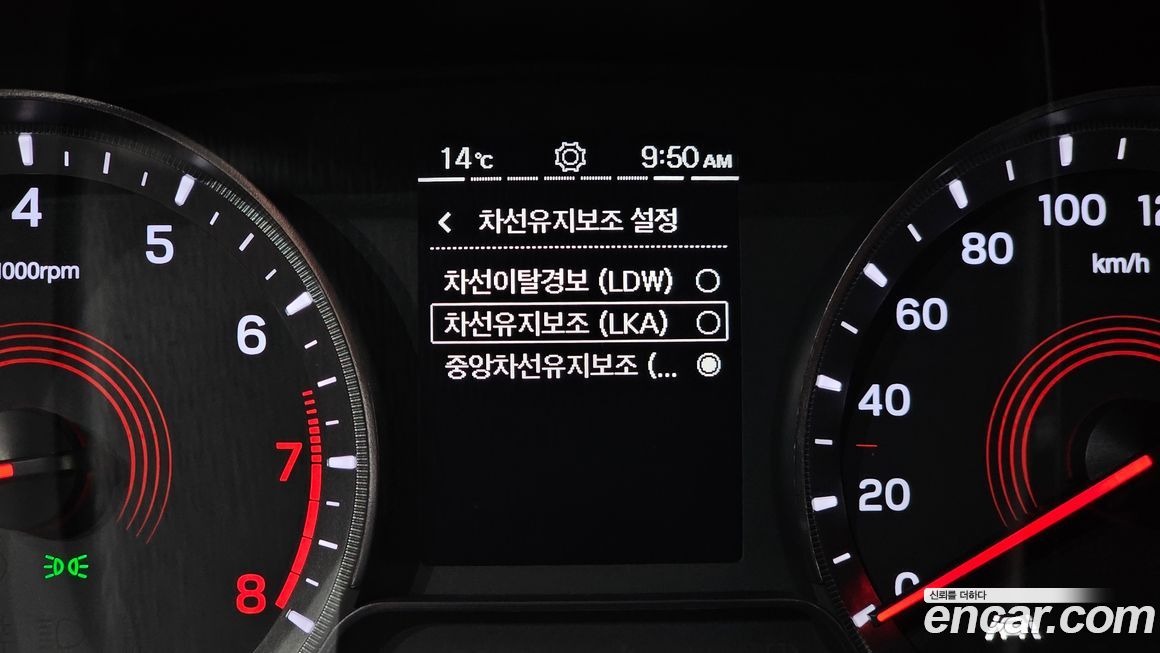 14℃ 9:50 AM
차선유지보조 설정
차선이탈경보 (LDW)
차선유지보조 (LKA)
중앙차선유지보조 (...
4
5
6
7
8
1000rpm
100
80
60
40
20
0
km/h
신뢰를 더하다
encar.com